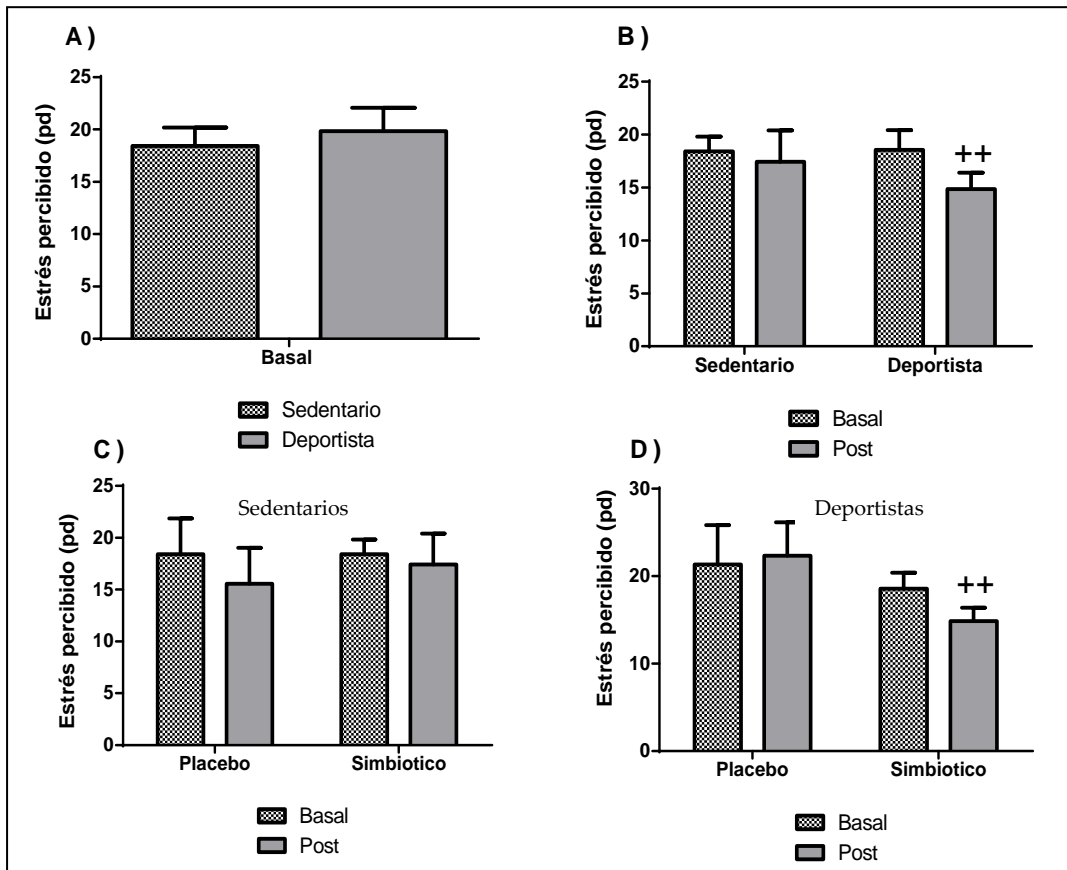 A)
Estrés percibido (pd)
25
20
15
10
5
0
Basal
Sedentario
Deportista
B)
Estrés percibido (pd)
25
20
15
10
5
0
++
Sedentario
Deportista
Basal
Post
C)
Estrés percibido (pd)
25
20
15
10
5
0
Sedentarios
Placebo
Simbiotico
Basal
Post
D)
Estrés percibido (pd)
30
20
10
0
Deportistas
++
Placebo
Simbiotico
Basal
Post